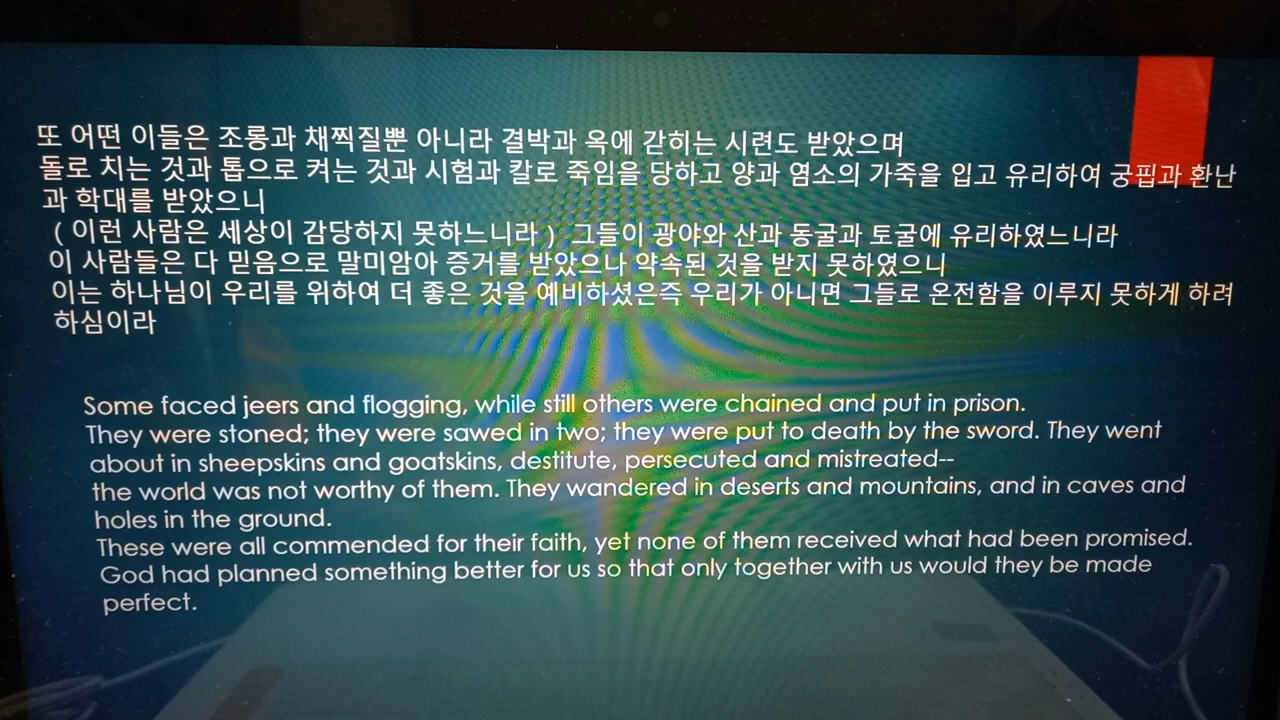 또 어떤 이들은 조롱과 채찍질뿐 아니라 결박과 옥에 갇히는 시련도 받았으며
돌로 치는 것과 톱으로 켜는 것과 시험과 칼로 죽임을 당하고 양과 염소의 가죽을 입고 유리하여 궁핍과 환난
과 학대를 받았으니
( 이런 사람은 세상이 감당하지 못하느니라 ) 그들이 광야와 산과 동굴과 토굴에 유리하였느니라
이 사람들은 다 믿음으로 말미암아 증거를 받았으나 약속된 것을 받지 못하였으니
이는 하나님이 우리를 위하여 더 좋은 것을 예비하셨은즉 우리가 아니면 그들로 온전함을 이루지 못하게 하려
하심이라
Some faced jeers and flogging, while still others were chained and put in prison.
They were stoned; they were sawed in two; they were put to death by the sword. They went
about in sheepskins and goatskins, destitute, persecuted and mistreated--
the world was not worthy of them. They wandered in deserts and mountains, and in caves and
holes in the ground.
These were all commended for their faith, yet none of them received what had been promised.
God had planned something better for us so that only together with us would they be made
perfect.